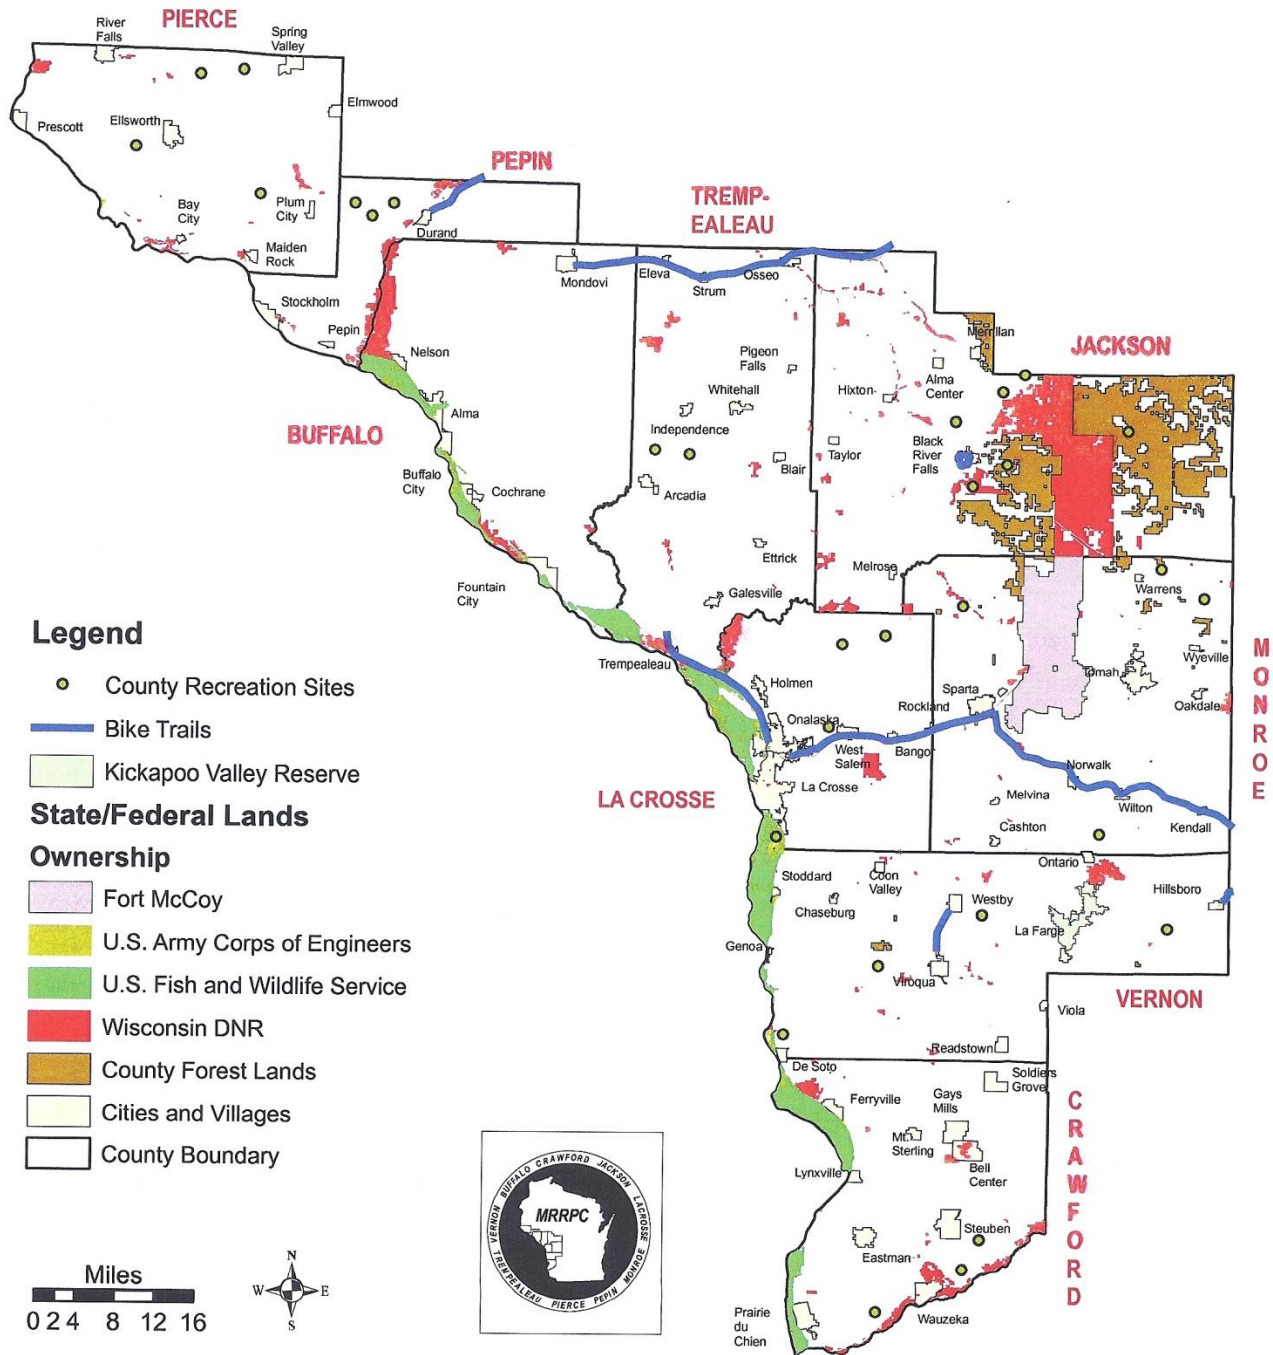 PIERCE
River
Falls
Spring
Valley
Elmwood
Prescott
Ellsworth
PEPIN
Bay
City
Plum
City
Durand
Maiden
Rock
TREMP-
EALEAU
Mondovi
Eleva
Strum
Osseo
Stockholm
Pepin
Nelson
Merrillan
JACKSON
Pigeon
Falls
Alma
Center
Hixton
Whitehall
Alma
Independence
BUFFALO
Taylor
Black
River
Falls
Blair
Buffalo
City
Cochrane
Arcadia
Ettrick
Melrose
Fountain
City
Galesville
Warrens
Legend
County Recreation Sites
Bike Trails
Kickapoo Valley Reserve
State/Federal Lands
Ownership
Fort McCoy
U.S. Army Corps of Engineers
U.S. Fish and Wildlife Service
Wisconsin DNR
County Forest Lands
Cities and Villages
County Boundary
Trempealeau
Wyeville
MONROE
Holmen
Sparta
Tomah
Rockland
Oakdale
Onalaska
West
Salem
Bangor
Norwalk
LA CROSSE
La Crosse
Melvina
Wilton
Kendall
Cashton
Ontario
Stoddard
Coon
Valley
Hillsboro
Chaseburg
Westby
La Farge
Genoa
Viroqua
VERNON
Viola
Readstown
De Soto
Soldiers
Grove
Ferryville
Gays
Mills
CRAWFORD
Mt.
Sterling
Lynxville
Bell
Center
Steuben
Eastman
Prairie
du
Chien
Wauzeka
MRRPC
VERNON BUFFALO CRAWFORD JACKSON LACROSSE
TREMPEALEAU PIERCE PEPIN MONROE
Miles
0 2 4 8 12 16
N
W E
S